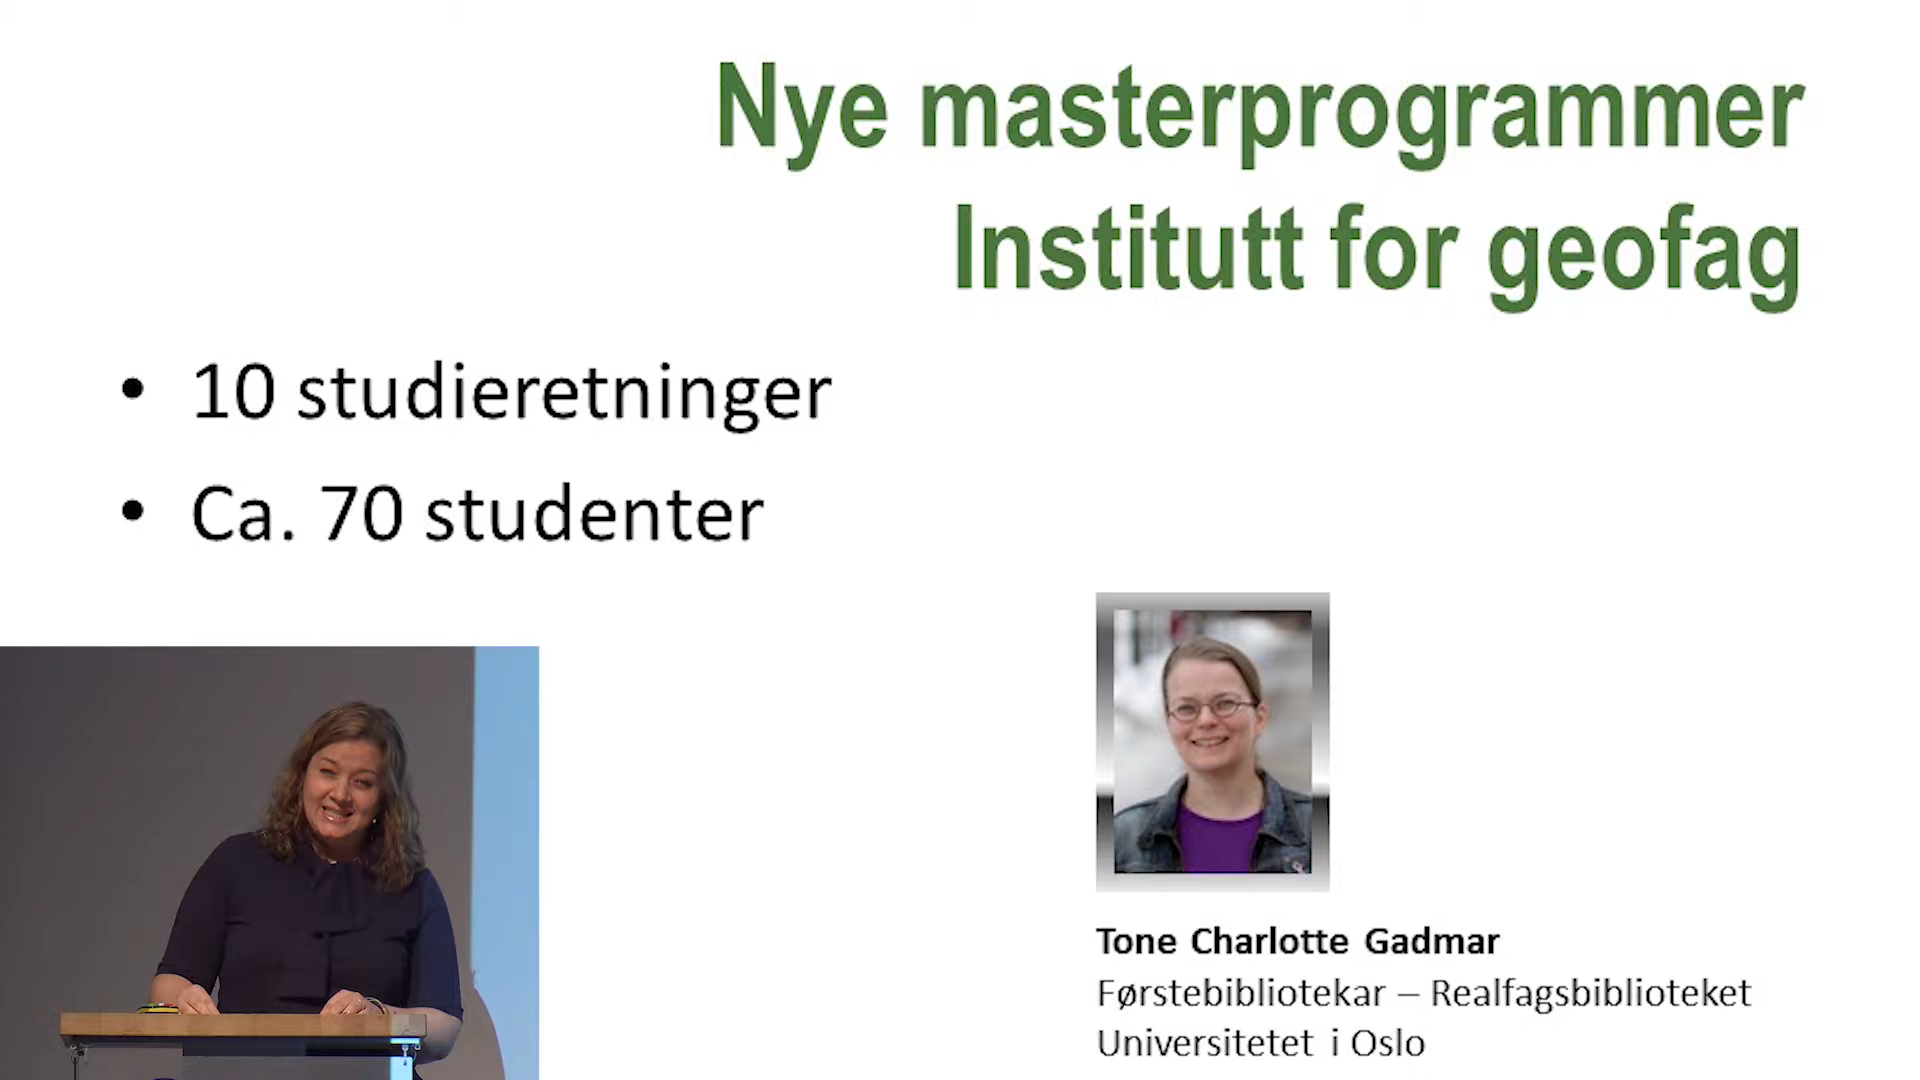 Nye masterprogrammer
Institutt for geofag
• 10 studieretninger
• Ca. 70 studenter
Tone Charlotte Gadmar
Førstebibliotekar – Realfagsbiblioteket
Universitetet i Oslo